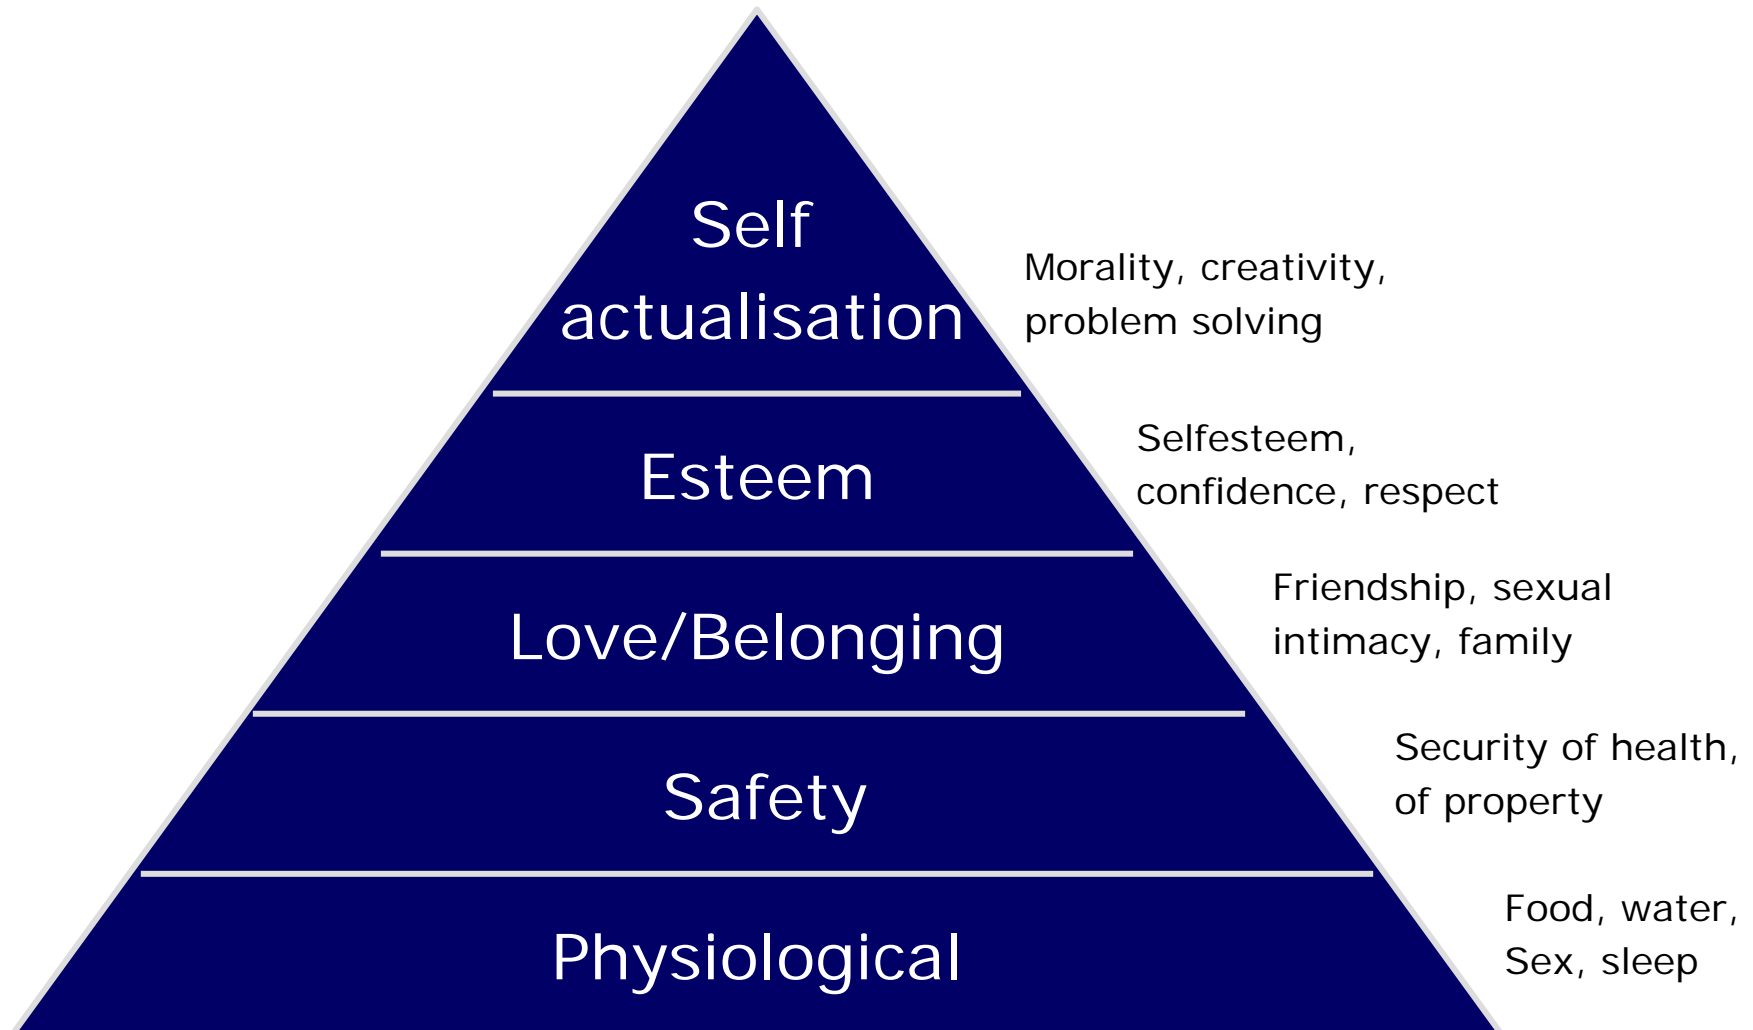 Self
actualisation
Morality, creativity,
problem solving
Esteem
Selfesteem,
confidence, respect
Love/Belonging
Friendship, sexual
intimacy, family
Safety
Security of health,
of property
Physiological
Food, water,
Sex, sleep